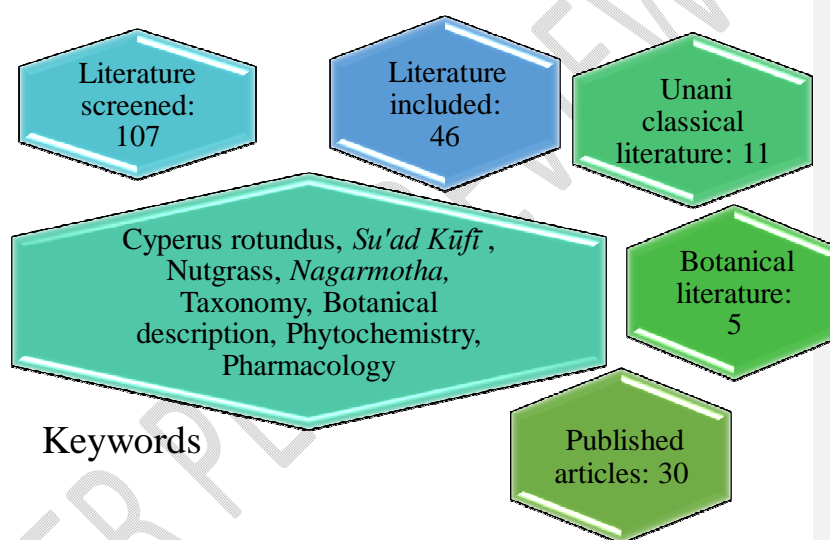 Literature
screened:
107
Literature
included:
46
Unani
classical
literature: 11
Cyperus rotundus, Su'ad Kūfī ,
Nutgrass, Nagarmotha,
Taxonomy, Botanical
description, Phytochemistry,
Pharmacology
Botanical
literature:
5
Keywords
Published
articles: 30